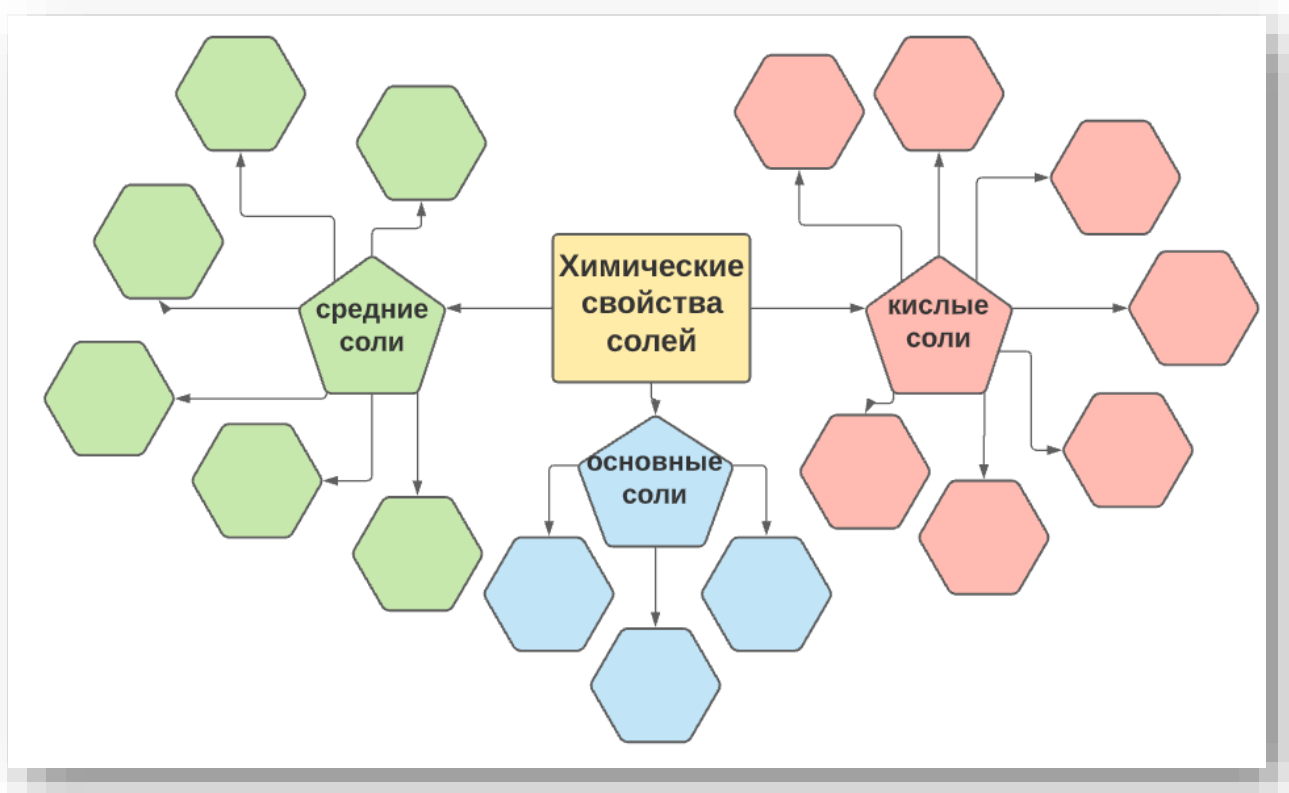 Химические
свойства
солей
средние
соли
кислые
соли
основные
соли